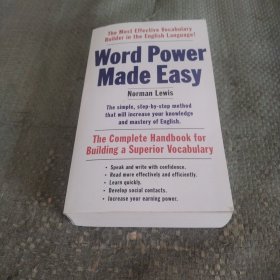 The Most Effective Vocabulary
Builder in the English Language!
Word Power
Made Easy
Norman Lewis
The simple, step-by-step method
that will increase your knowledge
and mastery of English.
The Complete Handbook for
Building a Superior Vocabulary
• Speak and write with confidence.
• Read more effectively and efficiently.
• Learn quickly.
• Develop social contacts.
• Increase your earning power.